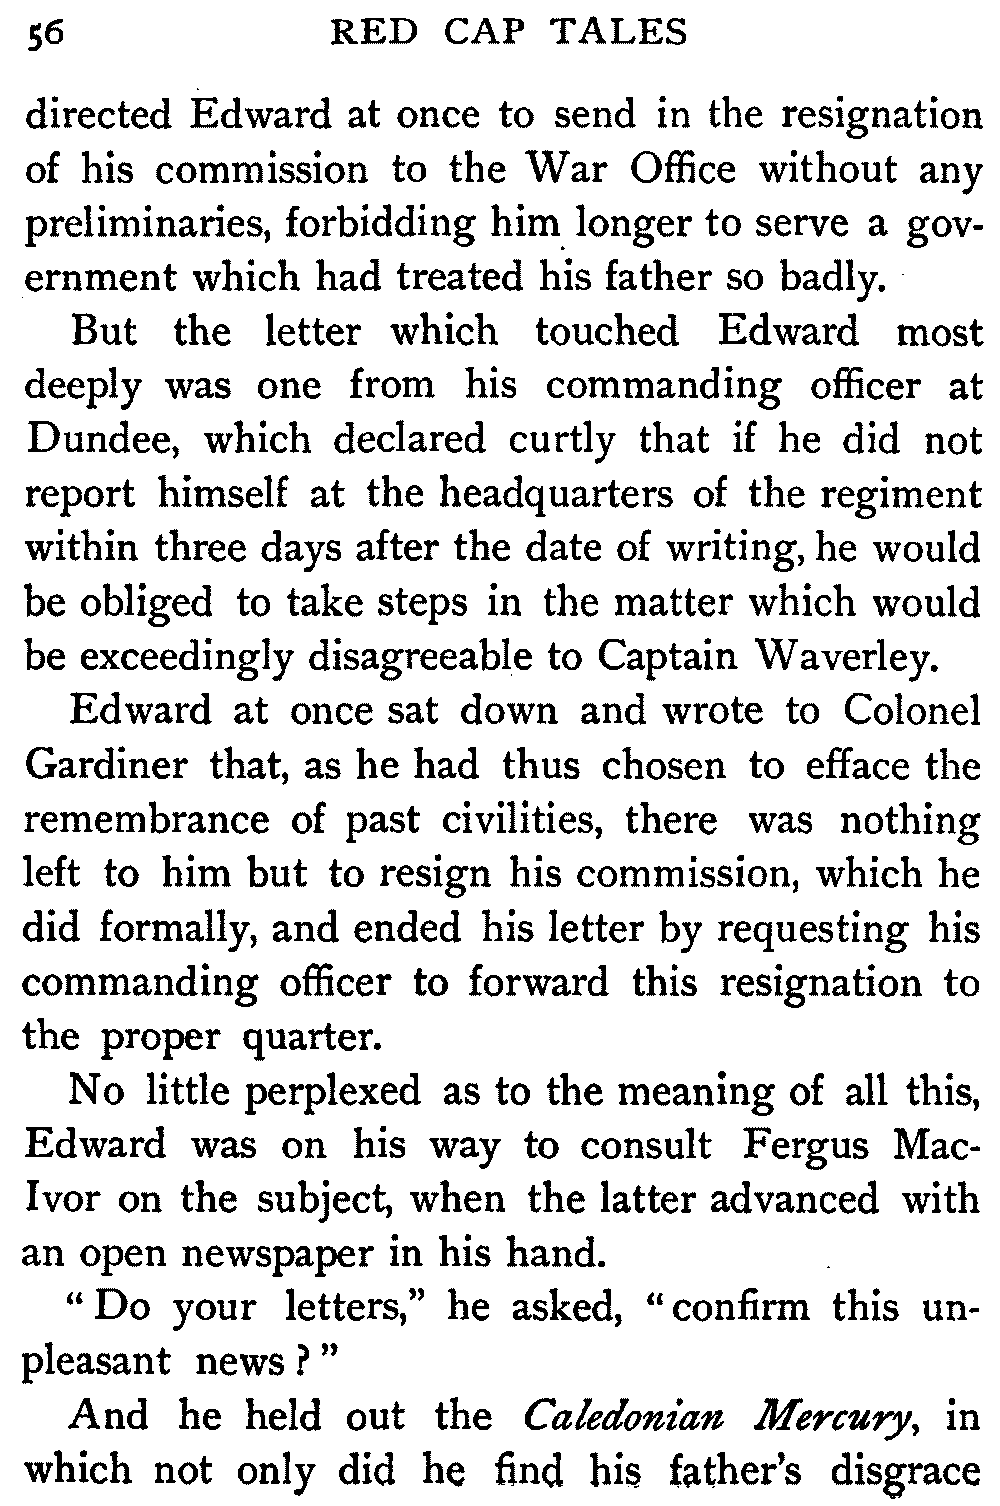 56 RED CAP TALES
directed Edward at once to send in the resignation
of his commission to the War Office without any
preliminaries, forbidding him longer to serve a gov-
ernment which had treated his father so badly.
But the letter which touched Edward most
deeply was one from his commanding officer at
Dundee, which declared curtly that if he did not
report himself at the headquarters of the regiment
within three days after the date of writing, he would
be obliged to take steps in the matter which would
be exceedingly disagreeable to Captain Waverley.
Edward at once sat down and wrote to Colonel
Gardiner that, as he had thus chosen to efface the
remembrance of past civilities, there was nothing
left to him but to resign his commission, which he
did formally, and ended his letter by requesting his
commanding officer to forward this resignation to
the proper quarter.
No little perplexed as to the meaning of all this,
Edward was on his way to consult Fergus Mac-
Ivor on the subject, when the latter advanced with
an open newspaper in his hand.
“Do your letters,” he asked, “confirm this un-
pleasant news?”
And he held out the Caledonian Mercury, in
which not only did he find his father's disgrace